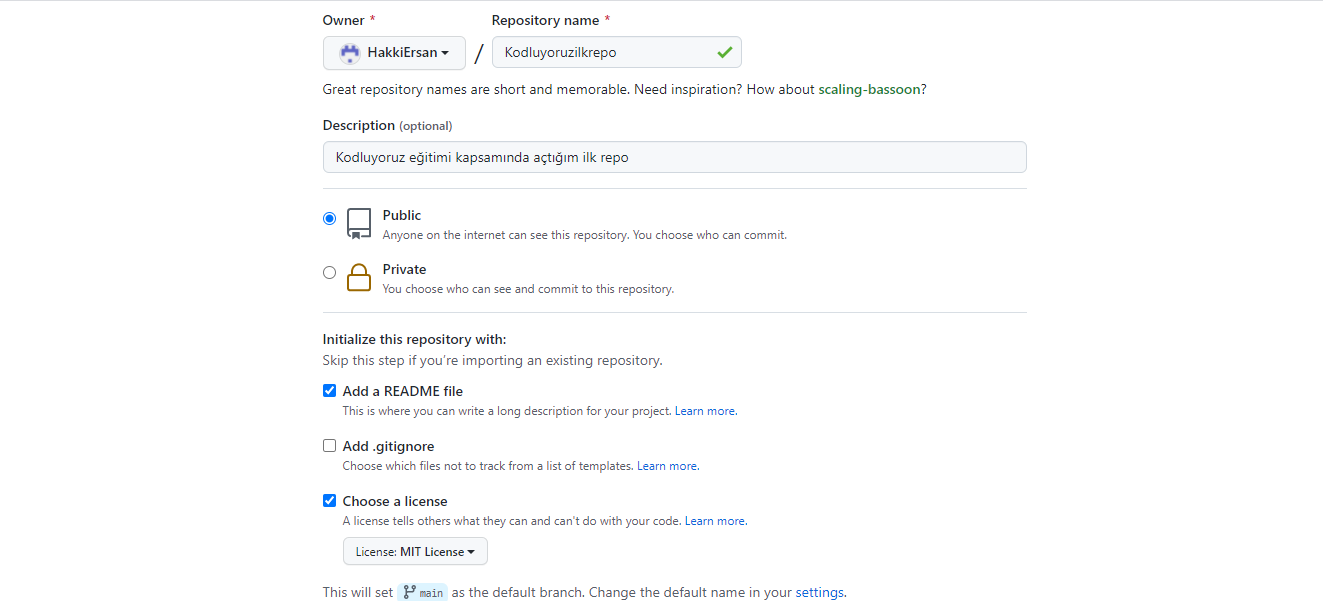 Owner *
Repository name *
HakkiErsan / Kodluyoruzilkrepo
Great repository names are short and memorable. Need inspiration? How about scaling-bassoon?
Description (optional)
Kodluyoruz eğitimi kapsamında açtığım ilk repo
Public
Anyone on the internet can see this repository. You choose who can commit.
Private
You choose who can see and commit to this repository.
Initialize this repository with:
Skip this step if you're importing an existing repository.
Add a README file
This is where you can write a long description for your project. Learn more.
Add .gitignore
Choose which files not to track from a list of templates. Learn more.
Choose a license
A license tells others what they can and can't do with your code. Learn more.
License: MIT License
This will set main as the default branch. Change the default name in your settings.